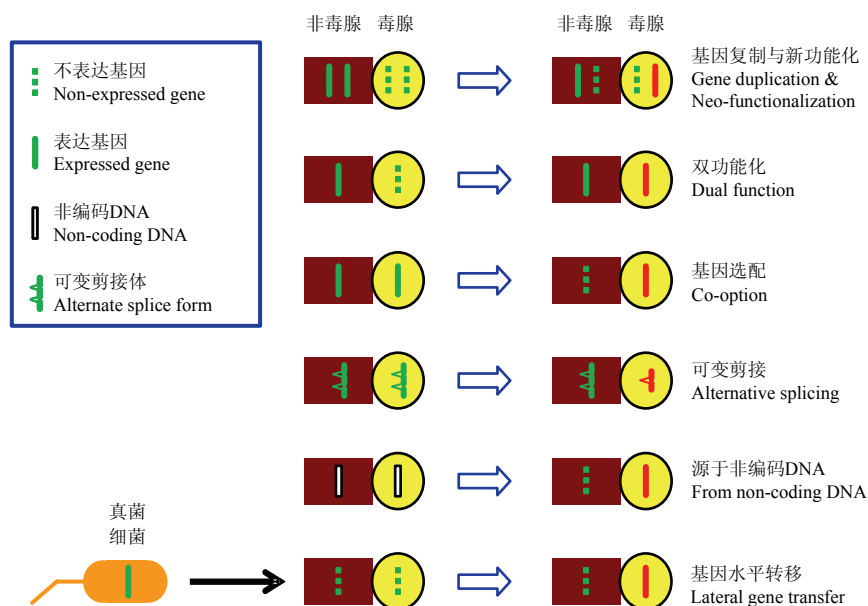 不表达基因
Non-expressed gene
表达基因
Expressed gene
非编码DNA
Non-coding DNA
可变剪接体
Alternate splice form
非毒腺 毒腺
非毒腺 毒腺
基因复制与新功能化
Gene duplication &
Neo-functionalization
双功能化
Dual function
基因选配
Co-option
可变剪接
Alternative splicing
源于非编码DNA
From non-coding DNA
真菌
细菌
基因水平转移
Lateral gene transfer